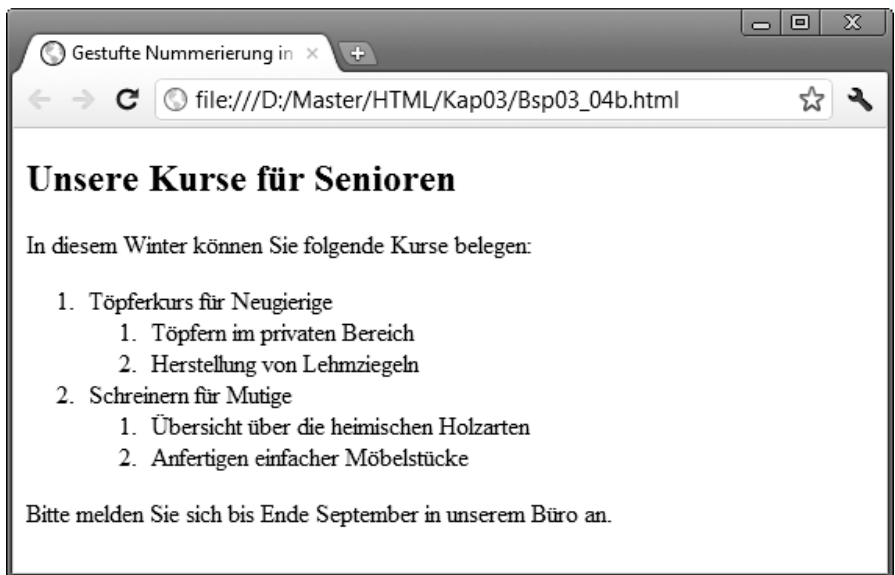 Gestufte Nummerierung in
file:///D:/Master/HTML/Kap03/Bsp03_04b.html
Unsere Kurse für Senioren
In diesem Winter können Sie folgende Kurse belegen:
1. Töpferkurs für Neugierige
1. Töpfern im privaten Bereich
2. Herstellung von Lehmziegeln
2. Schreinern für Mutige
1. Übersicht über die heimischen Holzarten
2. Anfertigen einfacher Möbelstücke
Bitte melden Sie sich bis Ende September in unserem Büro an.